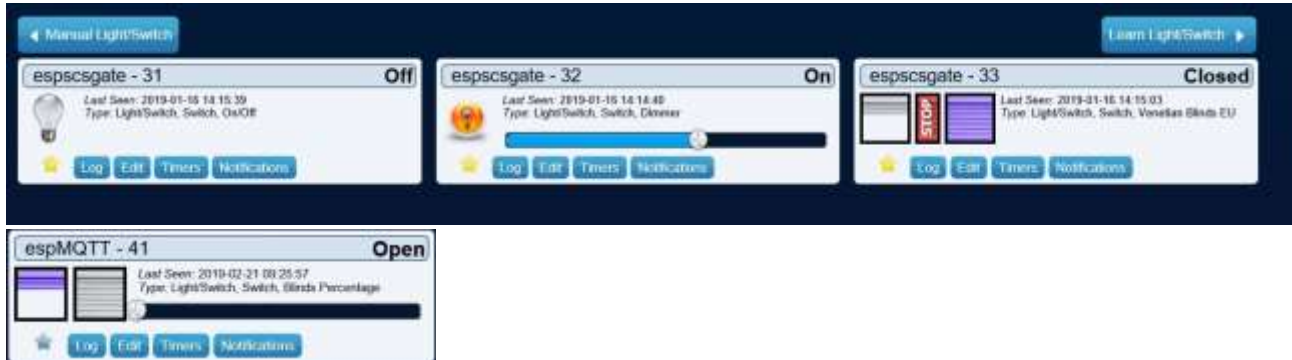 Manual Light/Switch
Learn Light/Switch
espscsgate - 31 Off
Last Seen: 2019-01-16 14:15:39
Type: Light/Switch, Switch, On/Off
Log Edit Timers Notifications
espscsgate - 32 On
Last Seen: 2019-01-16 14:14:40
Type: Light/Switch, Switch, Dimmer
Log Edit Timers Notifications
espscsgate - 33 Closed
STOP
Last Seen: 2019-01-16 14:15:03
Type: Light/Switch, Switch, Venetian Blinds EU
Log Edit Timers Notifications
espMQTT - 41 Open
Last Seen: 2019-02-21 09:25:57
Type: Light/Switch, Switch, Blinds Percentage
Log Edit Timers Notifications